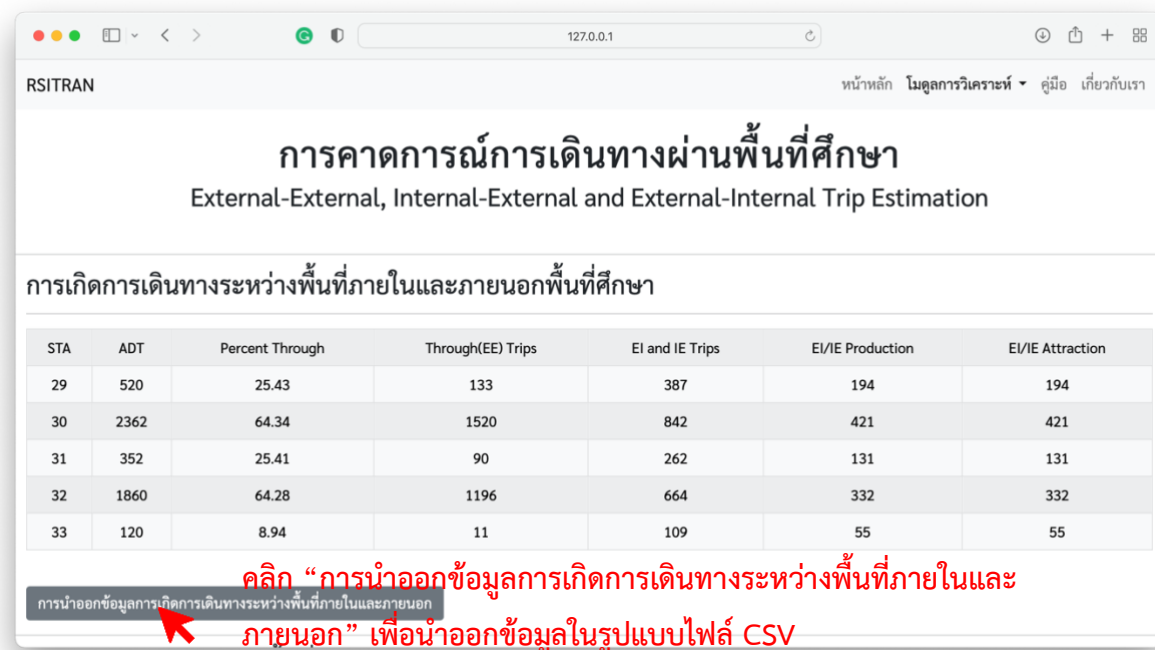 127.0.0.1
RSITRAN หน้าหลัก โมดูลการวิเคราะห์ คู่มือ เกี่ยวกับเรา
การคาดการณ์การเดินทางผ่านพื้นที่ศึกษา
External-External, Internal-External and External-Internal Trip Estimation
การเกิดการเดินทางระหว่างพื้นที่ภายในและภายนอกพื้นที่ศึกษา
STA ADT Percent Through Through(EE) Trips EI and IE Trips EI/IE Production EI/IE Attraction
29 520 25.43 133 387 194 194
30 2362 64.34 1520 842 421 421
31 352 25.41 90 262 131 131
32 1860 64.28 1196 664 332 332
33 120 8.94 11 109 55 55
คลิก “การนำออกข้อมูลการเกิดการเดินทางระหว่างพื้นที่ภายในและ
การนำออกข้อมูลการเกิดการเดินทางระหว่างพื้นที่ภายในและภายนอก
ภายนอก” เพื่อนำออกข้อมูลในรูปแบบไฟล์ CSV